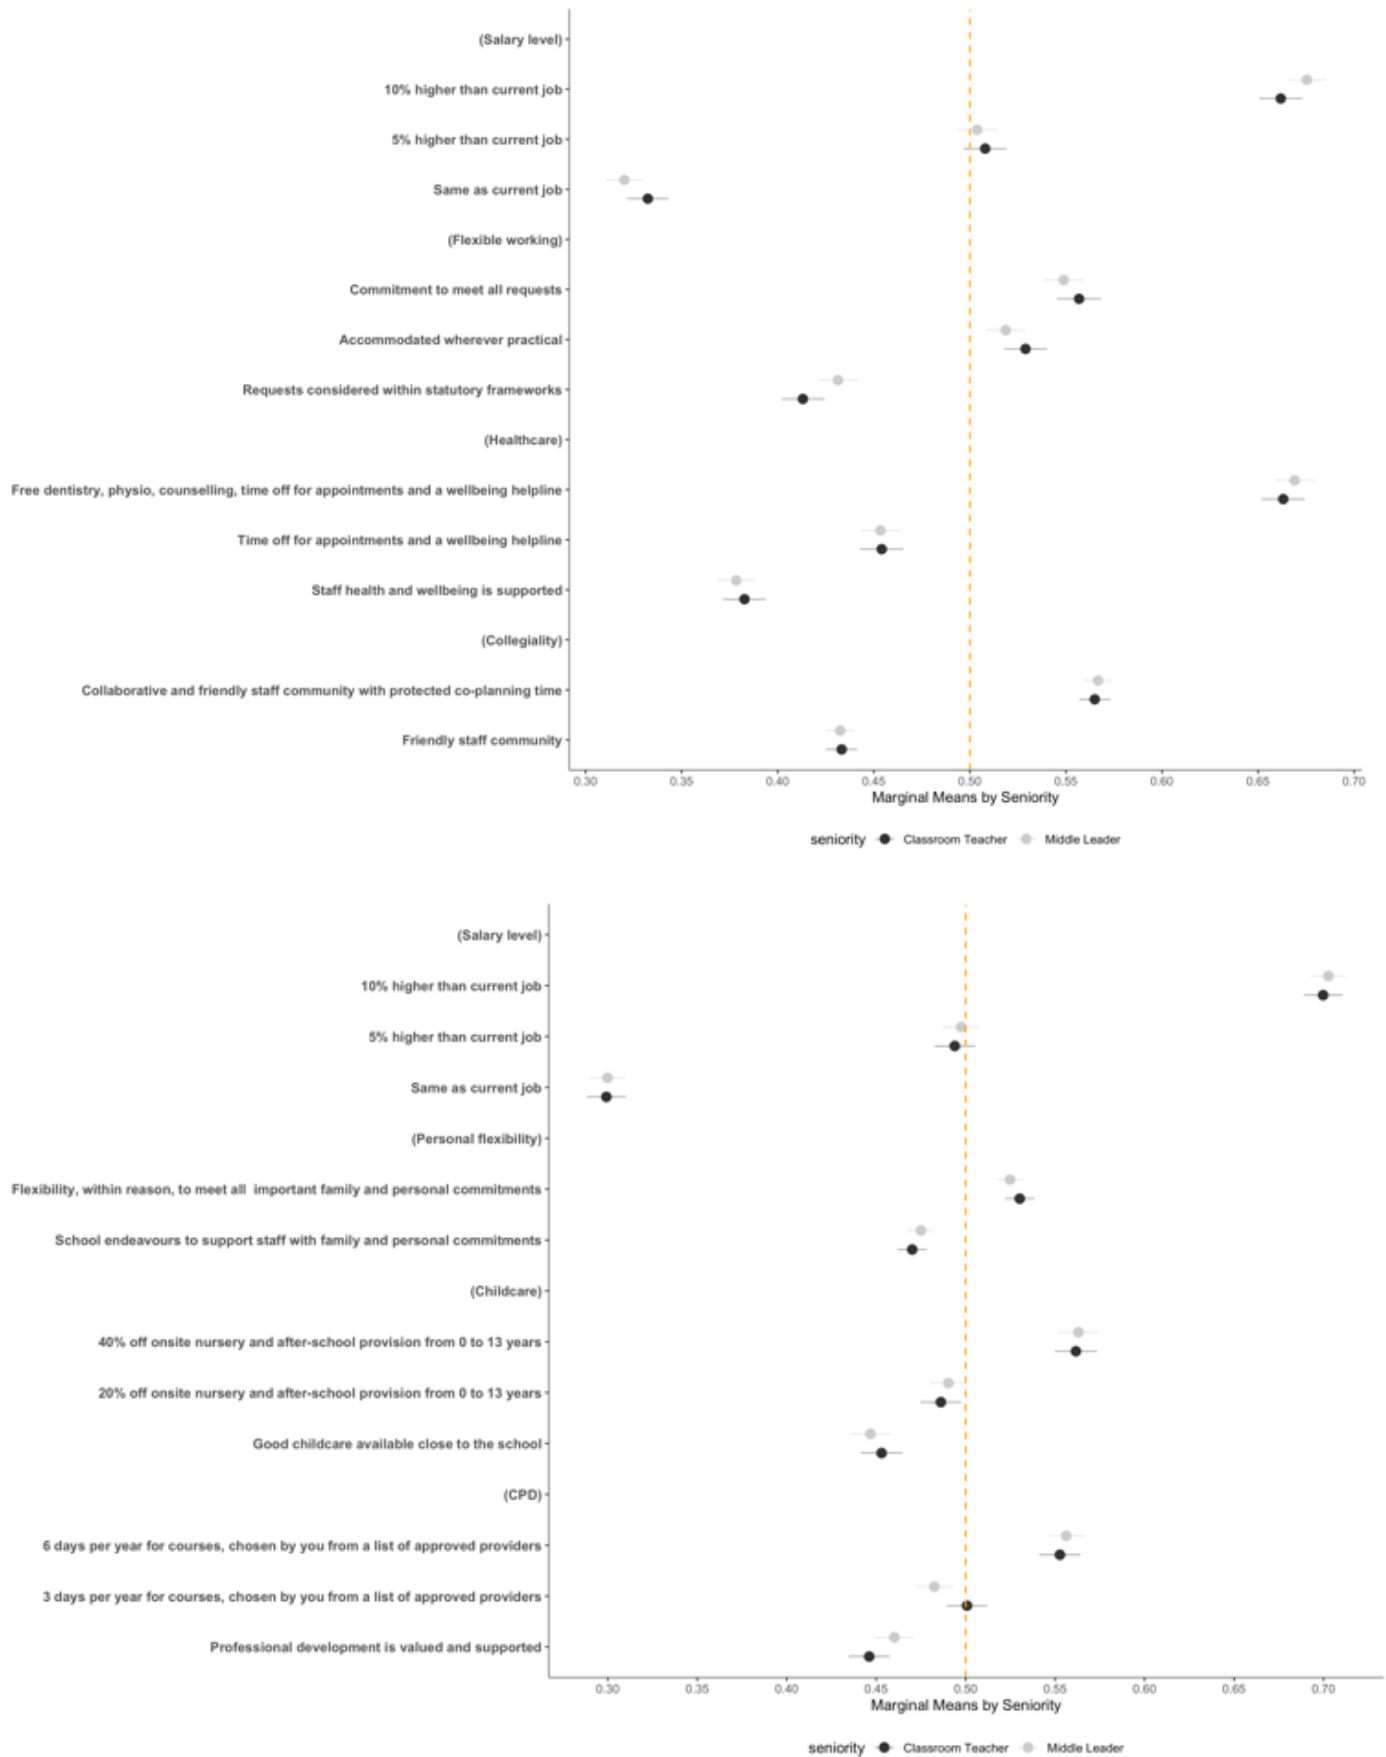 (Salary level)
10% higher than current job
5% higher than current job
Same as current job
(Flexible working)
Commitment to meet all requests
Accommodated wherever practical
Requests considered within statutory frameworks
(Healthcare)
Free dentistry, physio, counselling, time off for appointments and a wellbeing helpline
Time off for appointments and a wellbeing helpline
Staff health and wellbeing is supported
(Collegiality)
Collaborative and friendly staff community with protected co-planning time
Friendly staff community
0.30 0.35 0.40 0.45 0.50 0.55 0.60 0.65 0.70
Marginal Means by Seniority
seniority Classroom Teacher Middle Leader
(Salary level)
10% higher than current job
5% higher than current job
Same as current job
(Personal flexibility)
Flexibility, within reason, to meet all important family and personal commitments
School endeavours to support staff with family and personal commitments
(Childcare)
40% off onsite nursery and after-school provision from 0 to 13 years
20% off onsite nursery and after-school provision from 0 to 13 years
Good childcare available close to the school
(CPD)
6 days per year for courses, chosen by you from a list of approved providers
3 days per year for courses, chosen by you from a list of approved providers
Professional development is valued and supported
0.30 0.35 0.40 0.45 0.50 0.55 0.60 0.65 0.70
Marginal Means by Seniority
seniority Classroom Teacher Middle Leader